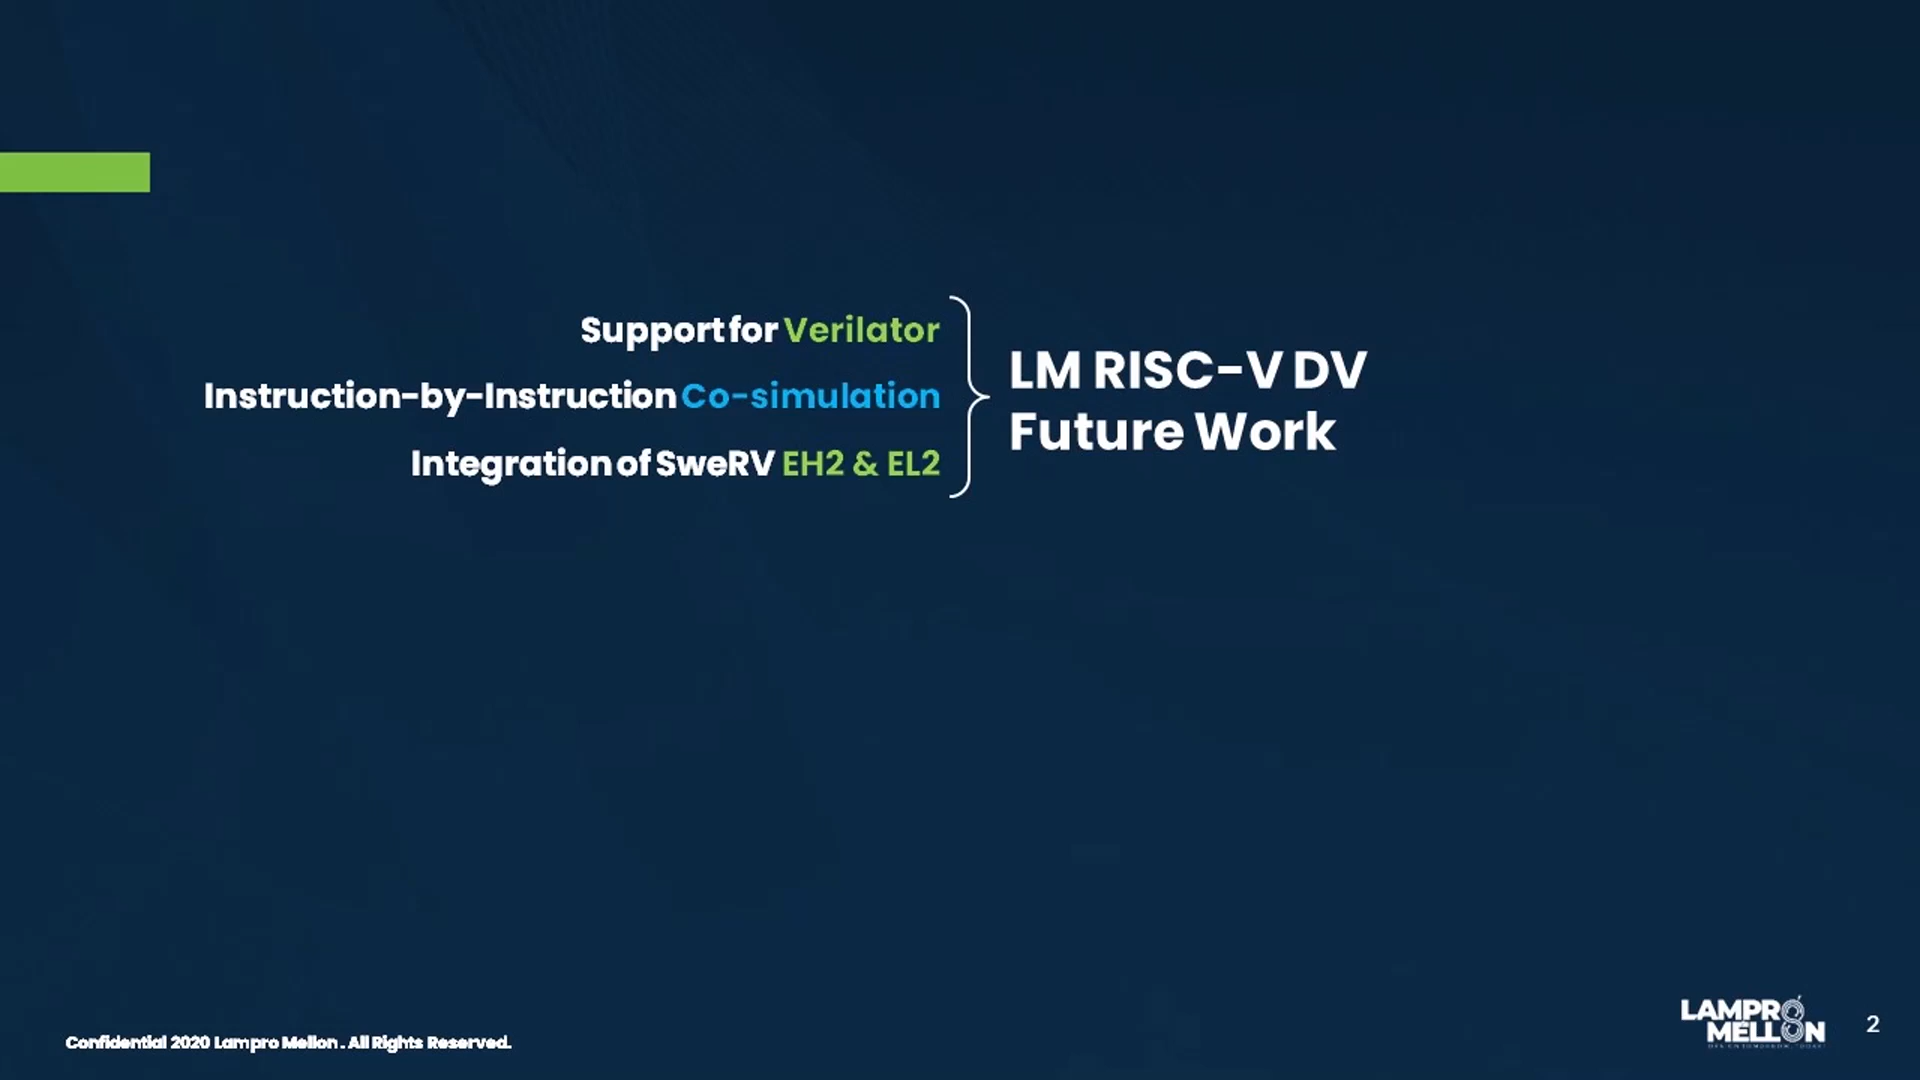 Support for Verilator
Instruction-by-Instruction Co-simulation
Integration of SweRV EH2 & EL2
LM RISC-V DV
Future Work
Confidential 2020 Lampro Mellon. All Rights Reserved.
LAMPRO
MELLON
2